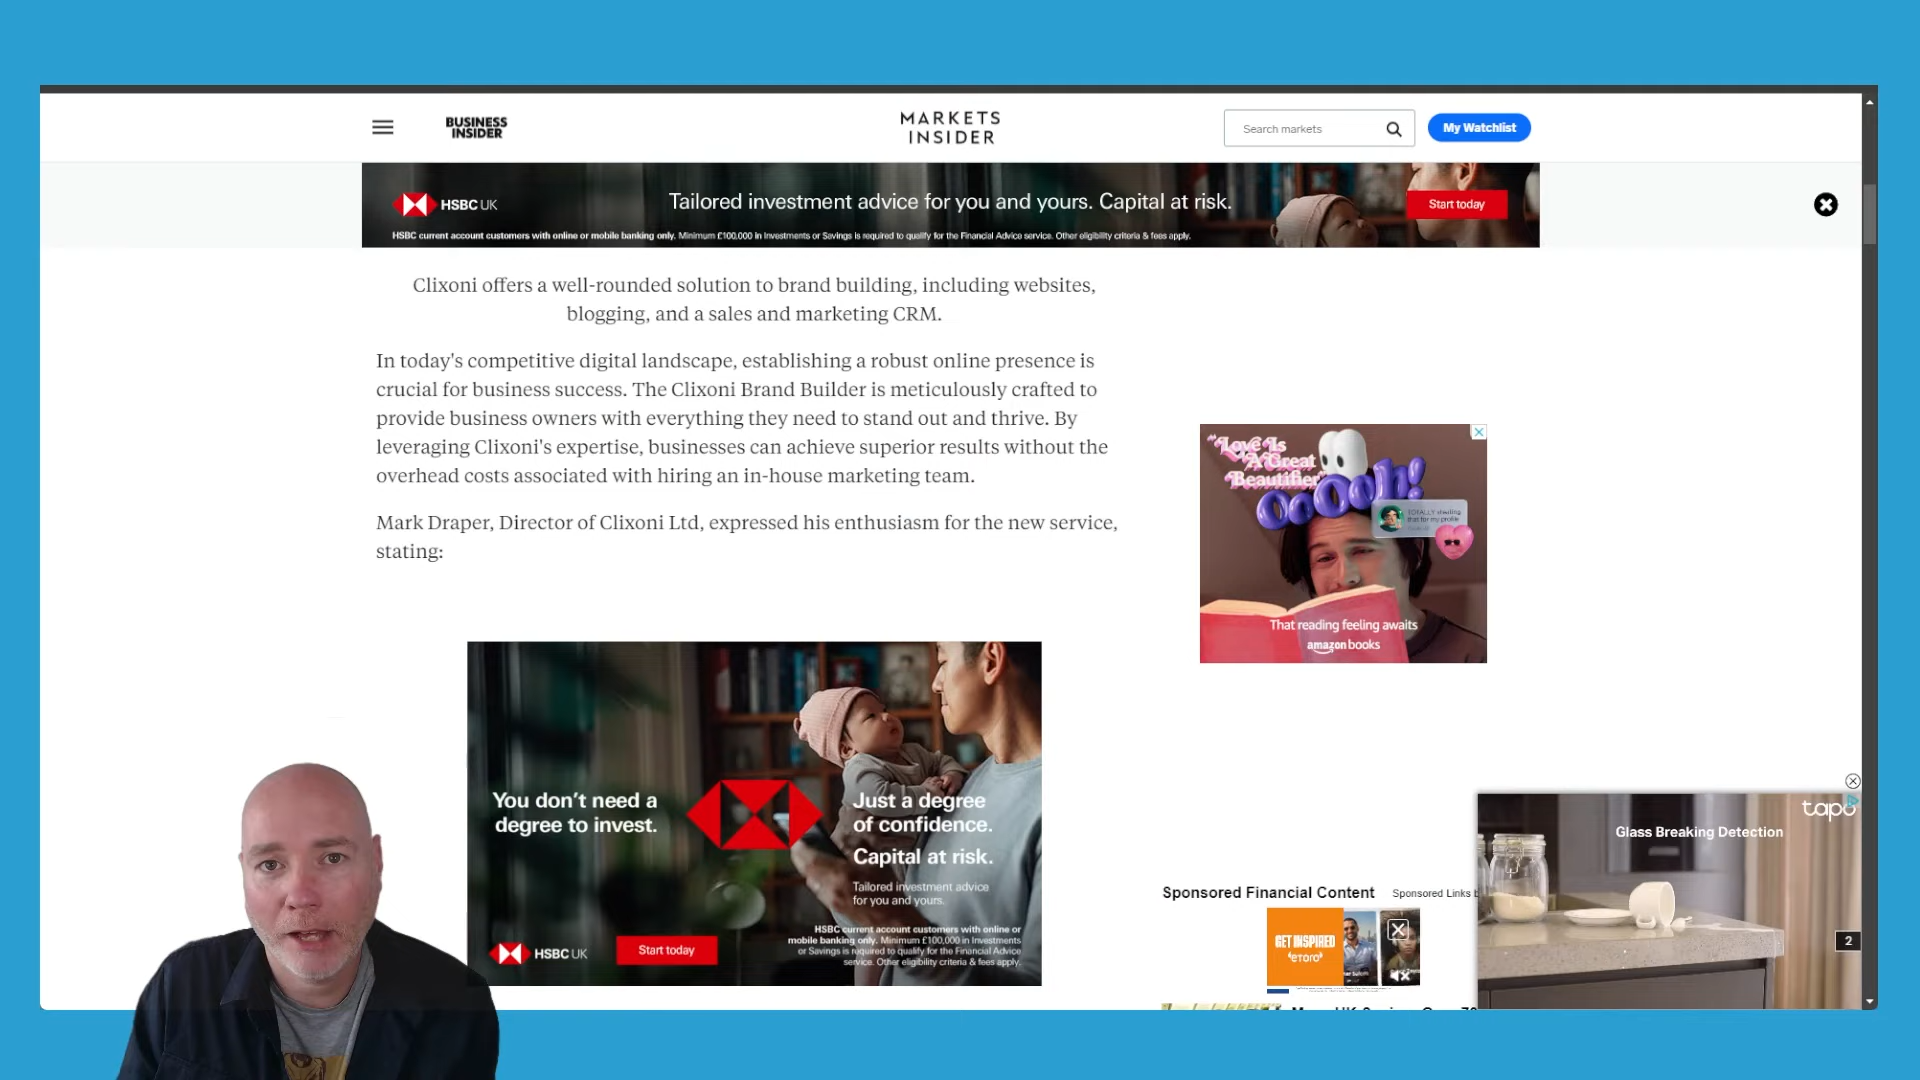 BUSINESS
INSIDER
MARKETS
INSIDER
Search markets
My Watchlist
HSBC UK
Tailored investment advice for you and yours. Capital at risk.
Start today
HSBC current account customers with online or mobile banking only. Minimum £100,000 in Investments or Savings is required to qualify for the Financial Advice service. Other eligibility criteria & fees apply.
Clixoni offers a well-rounded solution to brand building, including websites,
blogging, and a sales and marketing CRM.
In today's competitive digital landscape, establishing a robust online presence is
crucial for business success. The Clixoni Brand Builder is meticulously crafted to
provide business owners with everything they need to stand out and thrive. By
leveraging Clixoni's expertise, businesses can achieve superior results without the
overhead costs associated with hiring an in-house marketing team.
Mark Draper, Director of Clixoni Ltd, expressed his enthusiasm for the new service,
stating:
"Love Is
A Great
Beautifier"
OoOoh!
TOTALLY stealing
that for my profile
That reading feeling awaits
amazon books
You don't need a
degree to invest.
Just a degree
of confidence.
Capital at risk.
Tailored investment advice
for you and yours.
HSBC current account customers with online or
mobile banking only. Minimum £100,000 in Investments
or Savings is required to qualify for the Financial Advice
service. Other eligibility criteria & fees apply.
HSBC UK
Start today
Sponsored Financial Content
Sponsored Links
GET INSPIRED
eToro
tapo
Glass Breaking Detection
2